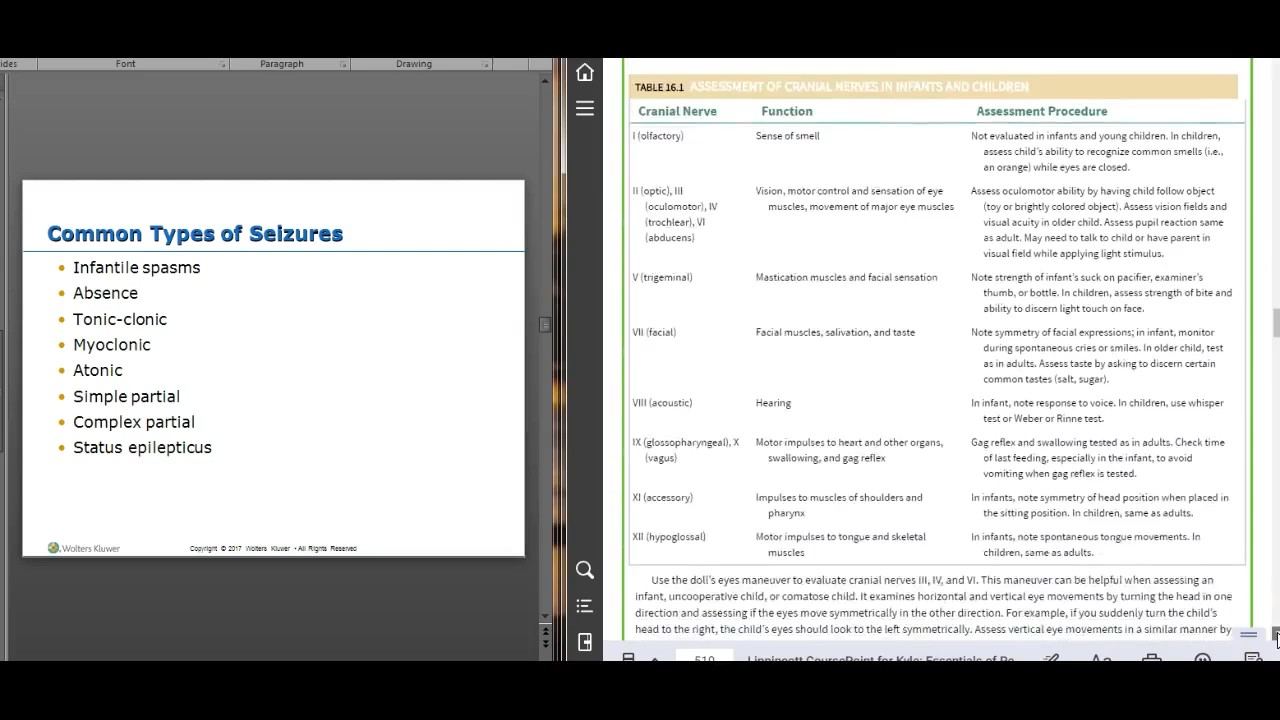 ides
Font
Paragraph
Drawing
Common Types of Seizures
Infantile spasms
Absence
Tonic-clonic
Myoclonic
Atonic
Simple partial
Complex partial
Status epilepticus
Wolters Kluwer
Copyright © 2017 Wolters Kluwer • All Rights Reserved
TABLE 16.1 ASSESSMENT OF CRANIAL NERVES IN INFANTS AND CHILDREN
Cranial Nerve Function Assessment Procedure
I (olfactory) Sense of smell Not evaluated in infants and young children. In children,
assess child's ability to recognize common smells (i.e.,
an orange) while eyes are closed.
II (optic), III Vision, motor control and sensation of eye Assess oculomotor ability by having child follow object
(oculomotor), IV muscles, movement of major eye muscles (toy or brightly colored object). Assess vision fields and
(trochlear), VI visual acuity in older child. Assess pupil reaction same
(abducens) as adult. May need to talk to child or have parent in
visual field while applying light stimulus.
V (trigeminal) Mastication muscles and facial sensation Note strength of infant's suck on pacifier, examiner's
thumb, or bottle. In children, assess strength of bite and
ability to discern light touch on face.
VII (facial) Facial muscles, salivation, and taste Note symmetry of facial expressions; in infant, monitor
during spontaneous cries or smiles. In older child, test
as in adults. Assess taste by asking to discern certain
common tastes (salt, sugar).
VIII (acoustic) Hearing In infant, note response to voice. In children, use whisper
test or Weber or Rinne test.
IX (glossopharyngeal), X Motor impulses to heart and other organs, Gag reflex and swallowing tested as in adults. Check time
(vagus) swallowing, and gag reflex of last feeding, especially in the infant, to avoid
vomiting when gag reflex is tested.
XI (accessory) Impulses to muscles of shoulders and In infants, note symmetry of head position when placed in
pharynx the sitting position. In children, same as adults.
XII (hypoglossal) Motor impulses to tongue and skeletal In infants, note spontaneous tongue movements. In
muscles children, same as adults.
Use the doll's eyes maneuver to evaluate cranial nerves III, IV, and VI. This maneuver can be helpful when assessing an
infant, uncooperative child, or comatose child. It examines horizontal and vertical eye movements by turning the head in one
direction and assessing if the eyes move symmetrically in the other direction. For example, if you suddenly turn the child's
head to the right, the child's eyes should look to the left symmetrically. Assess vertical eye movements in a similar manner by
510 Lippincott CoursePoint for Kyle: Essentials of Pe